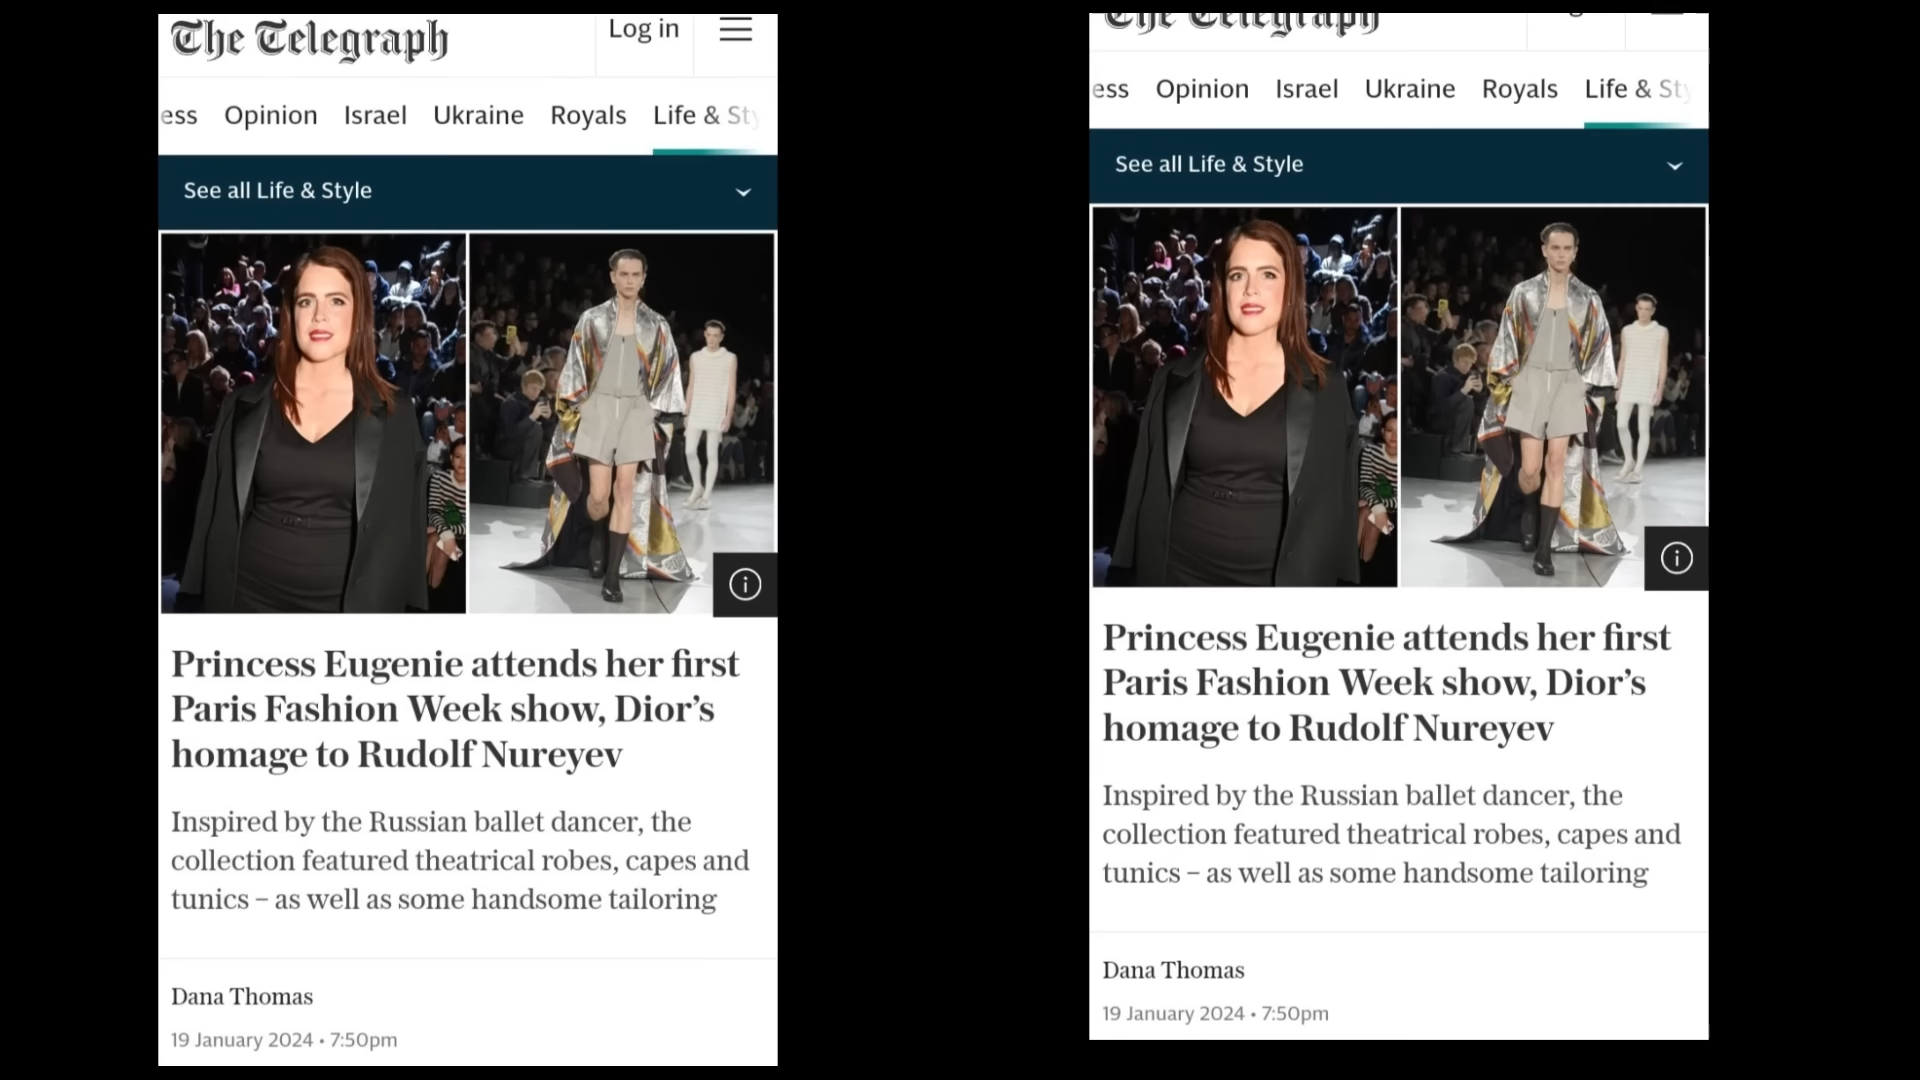 The Telegraph
Log in
ess Opinion Israel Ukraine Royals Life & Sty
See all Life & Style
Princess Eugenie attends her first
Paris Fashion Week show, Dior’s
homage to Rudolf Nureyev
Inspired by the Russian ballet dancer, the
collection featured theatrical robes, capes and
tunics – as well as some handsome tailoring
Dana Thomas
19 January 2024 • 7:50pm
The Telegraph
ess Opinion Israel Ukraine Royals Life & Sty
See all Life & Style
Princess Eugenie attends her first
Paris Fashion Week show, Dior’s
homage to Rudolf Nureyev
Inspired by the Russian ballet dancer, the
collection featured theatrical robes, capes and
tunics – as well as some handsome tailoring
Dana Thomas
19 January 2024 • 7:50pm